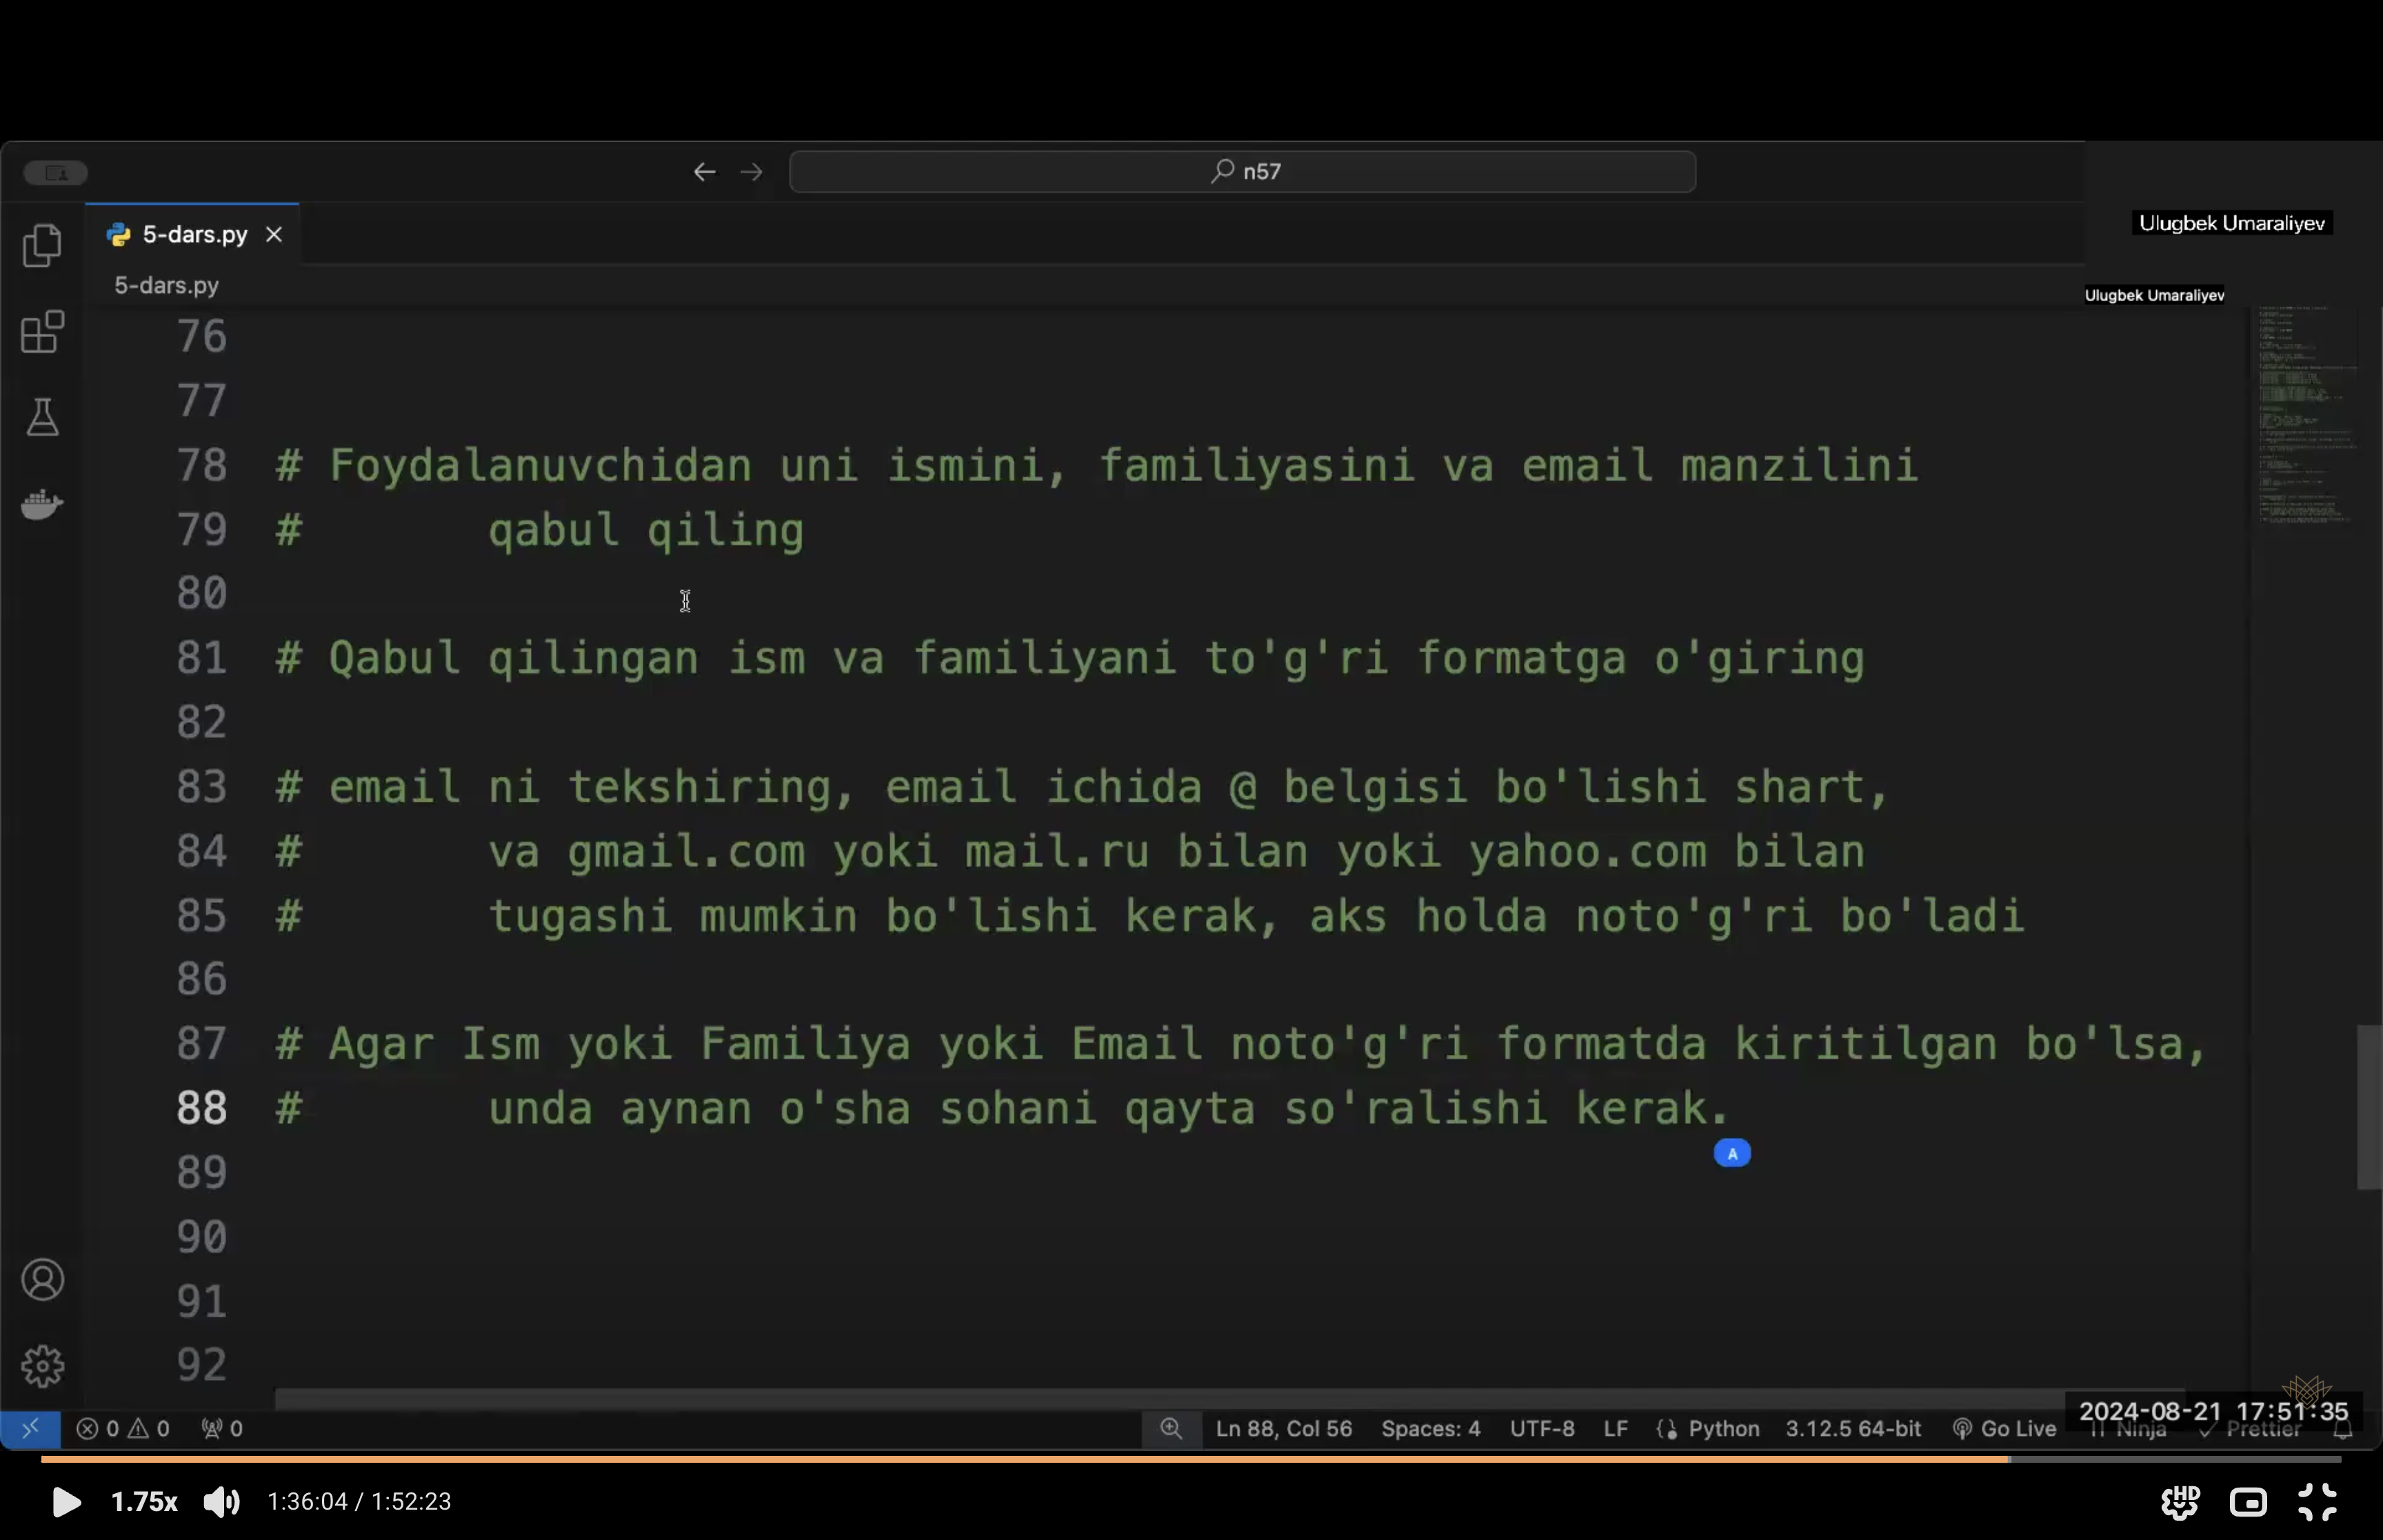 n57
5-dars.py
Ulugbek Umaraliyev
5-dars.py
Ulugbek Umaraliyev
76
77
78 # Foydalanuvchidan uni ismini, familiyasini va email manzilini
79 # qabul qiling
80
81 # Qabul qilingan ism va familiyani to'g'ri formatga o'giring
82
83 # email ni tekshiring, email ichida @ belgisi bo'lishi shart,
84 # va gmail.com yoki mail.ru bilan yoki yahoo.com bilan
85 # tugashi mumkin bo'lishi kerak, aks holda noto'g'ri bo'ladi
86
87 # Agar Ism yoki Familiya yoki Email noto'g'ri formatda kiritilgan bo'lsa,
88 # unda aynan o'sha sohani qayta so'ralishi kerak.
A
89
90
91
92
2024-08-21 17:51:35
0 0 0 Ln 88, Col 56 Spaces: 4 UTF-8 LF Python 3.12.5 64-bit Go Live Ninja Prettier
1.75x 1:36:04 / 1:52:23 HD